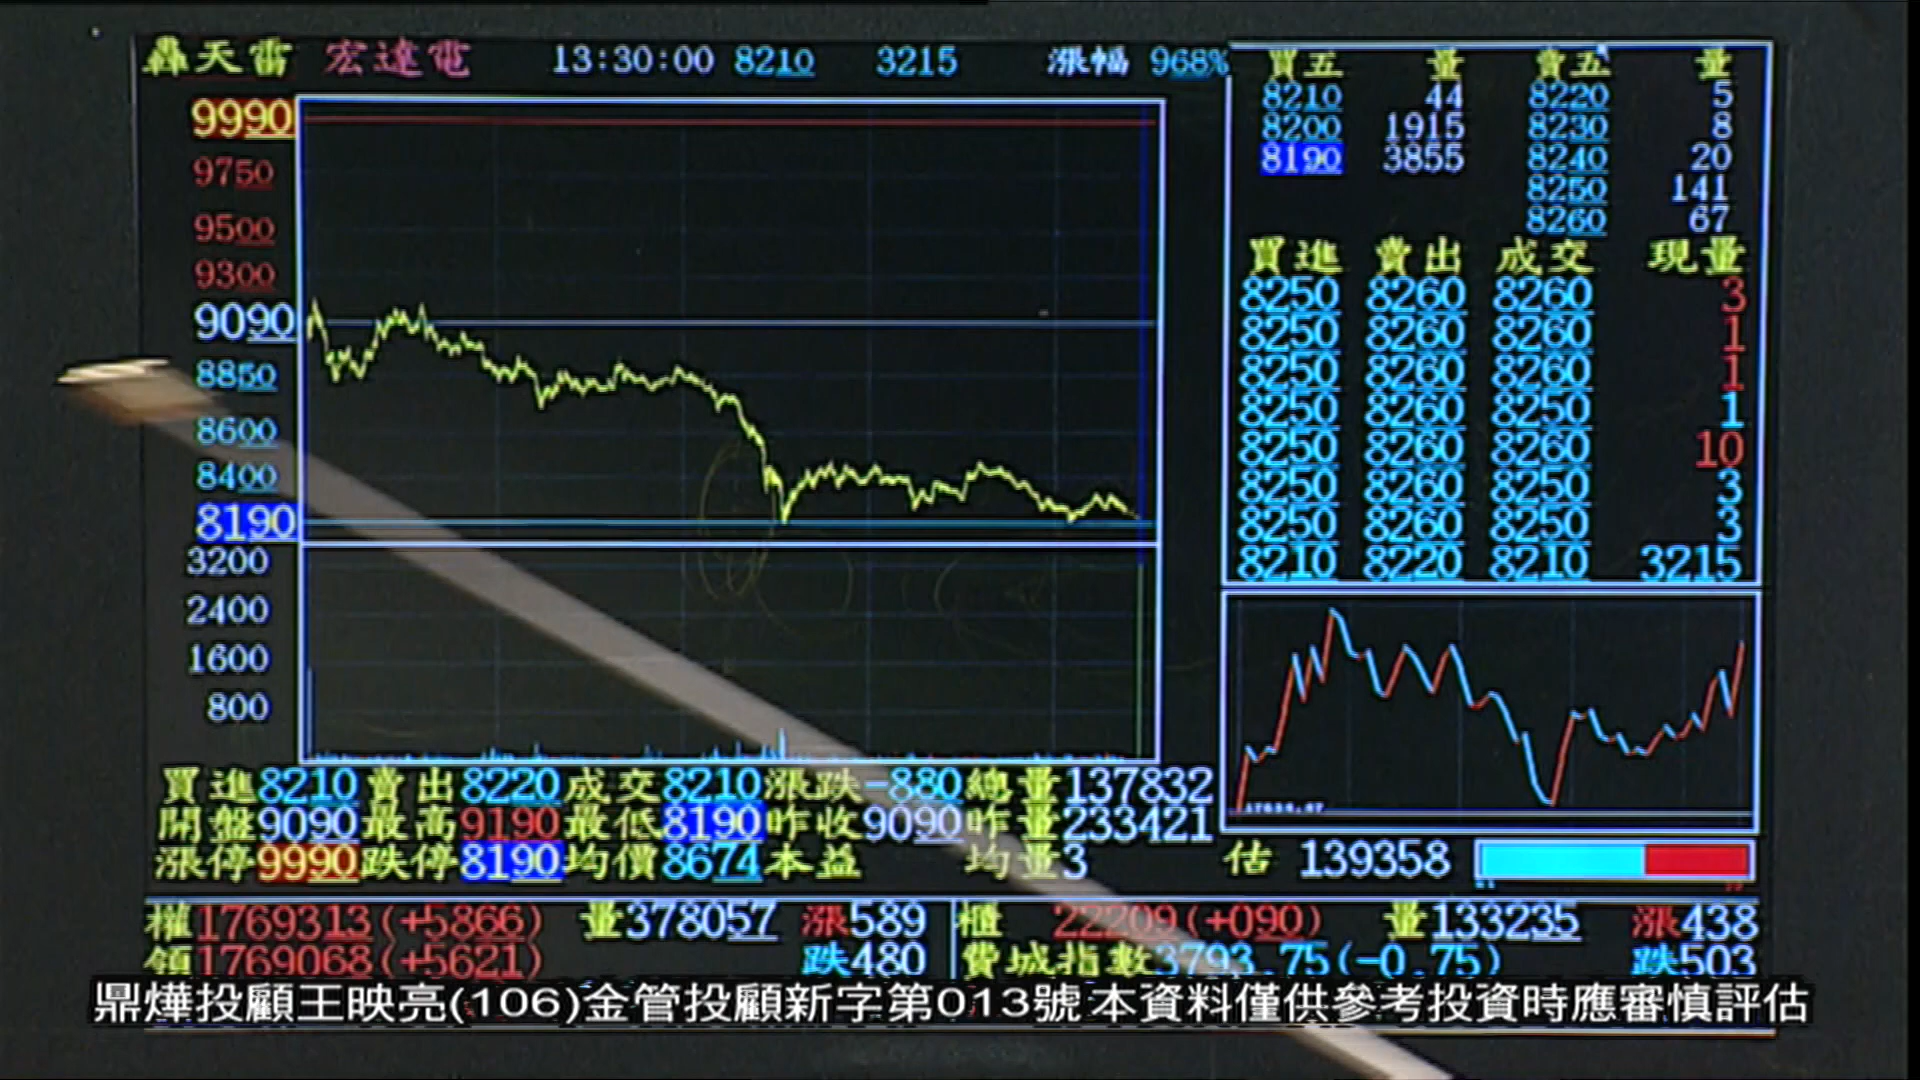 轟天雷 宏達電 13:30:00 8210 3215 漲幅 968%
9990
9750
9500
9300
9090
8850
8600
8400
8190
3200
2400
1600
800
買五 量 賣五 量
8210 44 8220 5
8200 1915 8230 8
8190 3855 8240 20
8250 141
8260 67
買進 賣出 成交 現量
8250 8260 8260 3
8250 8260 8260 1
8250 8260 8260 1
8250 8260 8250 1
8250 8260 8260 10
8250 8260 8250 3
8250 8260 8250 3
8210 8220 8210 3215
買進8210 賣出8220 成交8210 漲跌-880 總量137832
開盤9090 最高9190 最低8190 昨收9090 昨量233421
漲停9990 跌停8190 均價8674 本益 均量3
估 139358
權1769313(+5866) 量378057 漲589 櫃 22209(+090) 量133235 漲438
領1769068(+5621) 跌480 費城指數3793.75(-0.75) 跌503
鼎燁投顧王映亮(106)金管投顧新字第013號 本資料僅供參考投資時應審慎評估